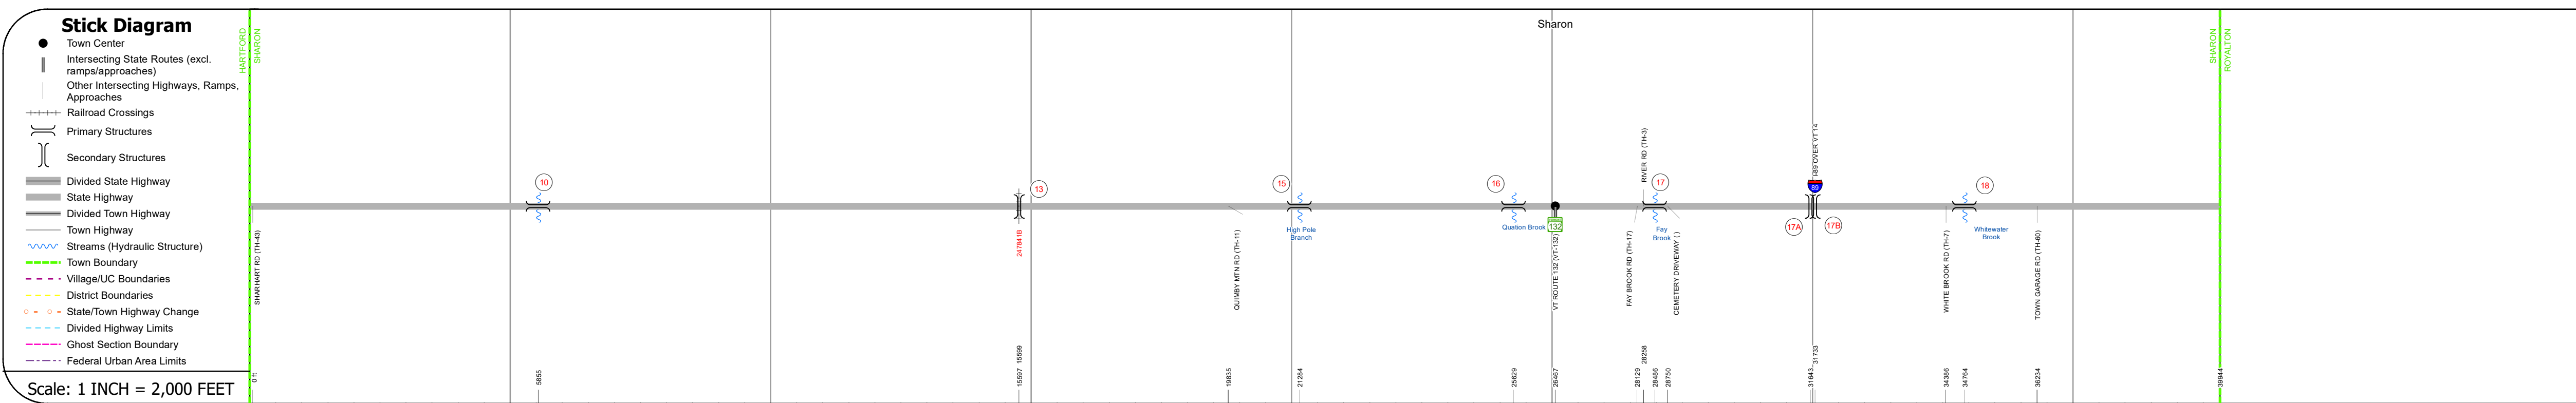 Stick Diagram
Town Center
Intersecting State Routes (excl.
ramps/approaches)
Other Intersecting Highways, Ramps,
Approaches
Railroad Crossings
Primary Structures
Secondary Structures
Divided State Highway
State Highway
Divided Town Highway
Town Highway
Streams (Hydraulic Structure)
Town Boundary
Village/UC Boundaries
District Boundaries
State/Town Highway Change
Divided Highway Limits
Ghost Section Boundary
Federal Urban Area Limits
Scale: 1 INCH = 2,000 FEET
HARTFORD
SHARON
Sharon
SHARON
ROYALTON
SHARHART RD (TH-43)
10
13
247841B
QUIMBY MTN RD (TH-11)
15
High Pole
Branch
16
Quation Brook
132
VT ROUTE 132 (VT-132)
FAY BROOK RD (TH-17)
RIVER RD (TH-3)
17
Fay
Brook
CEMETERY DRIVEWAY ( )
I-89 OVER VT 14
89
17A
17B
WHITE BROOK RD (TH-7)
18
Whitewater
Brook
TOWN GARAGE RD (TH-60)
0 ft
5855
15597
15599
19835
21284
25629
26467
28129
28258
28486
28750
31643
31733
34386
34764
36234
39944